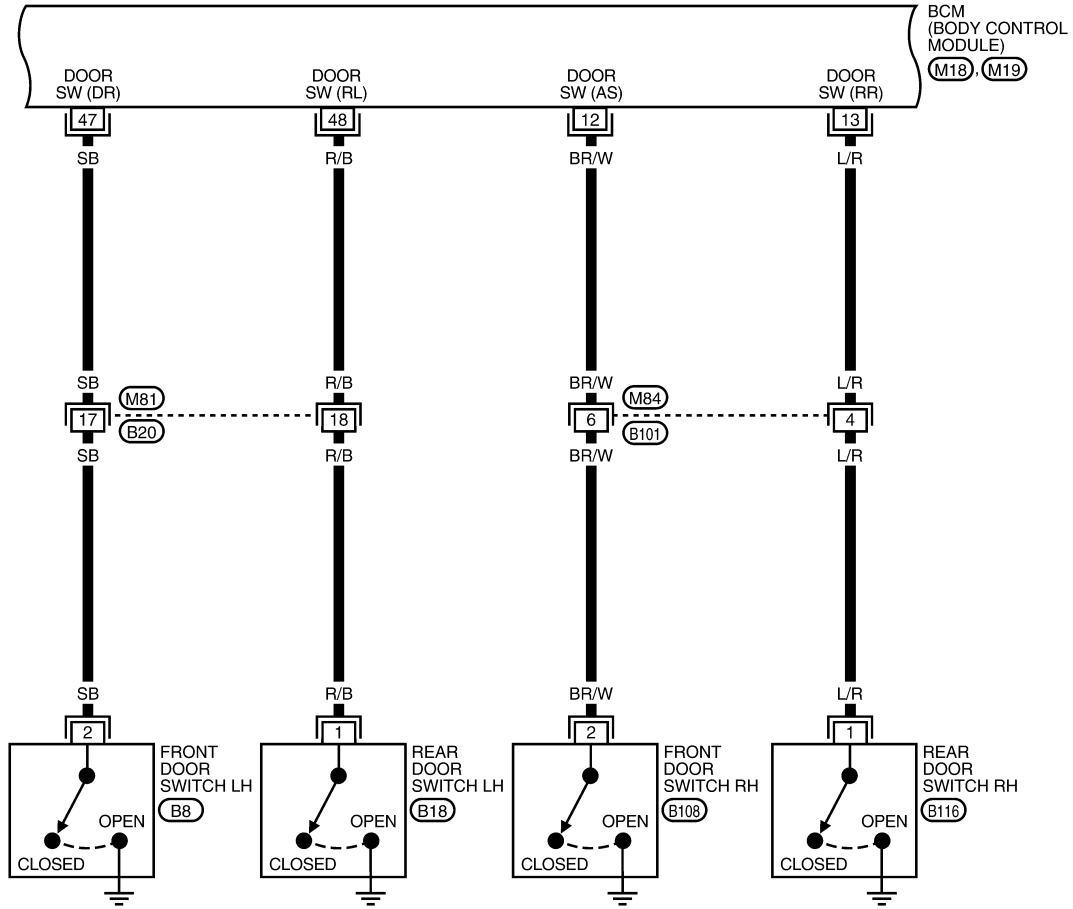 BCM
(BODY CONTROL
MODULE)
M18, M19
DOOR
SW (DR)
DOOR
SW (RL)
DOOR
SW (AS)
DOOR
SW (RR)
47
48
12
13
SB
R/B
BR/W
L/R
SB
R/B
BR/W
L/R
M81
M84
17
18
6
4
B20
B101
SB
R/B
BR/W
L/R
SB
R/B
BR/W
L/R
2
1
2
1
FRONT
DOOR
SWITCH LH
B8
REAR
DOOR
SWITCH LH
B18
FRONT
DOOR
SWITCH RH
B108
REAR
DOOR
SWITCH RH
B116
OPEN
OPEN
OPEN
OPEN
CLOSED
CLOSED
CLOSED
CLOSED